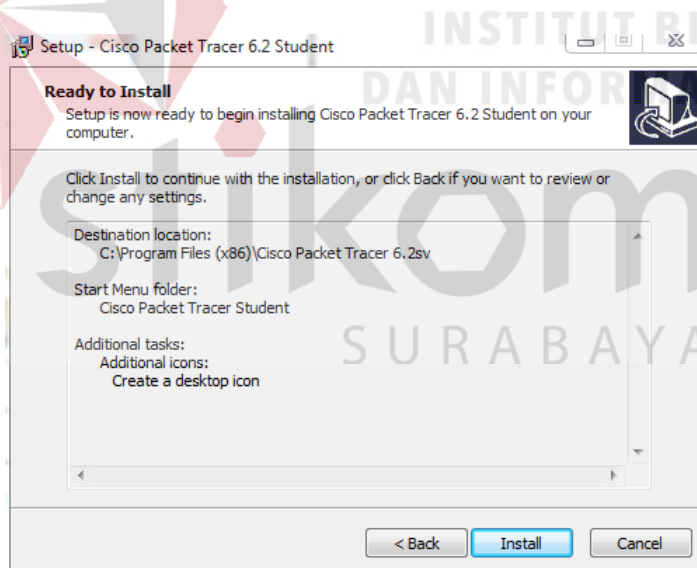 INSTITUT BI
Setup - Cisco Packet Tracer 6.2 Student
DAN INFORMA
Ready to Install
Setup is now ready to begin installing Cisco Packet Tracer 6.2 Student on your
computer.
Click Install to continue with the installation, or click Back if you want to review or
change any settings.
stikom
Destination location:
C:\Program Files (x86)\Cisco Packet Tracer 6.2sv
Start Menu folder:
Cisco Packet Tracer Student
SURABAYA
Additional tasks:
Additional icons:
Create a desktop icon
< Back
Install
Cancel